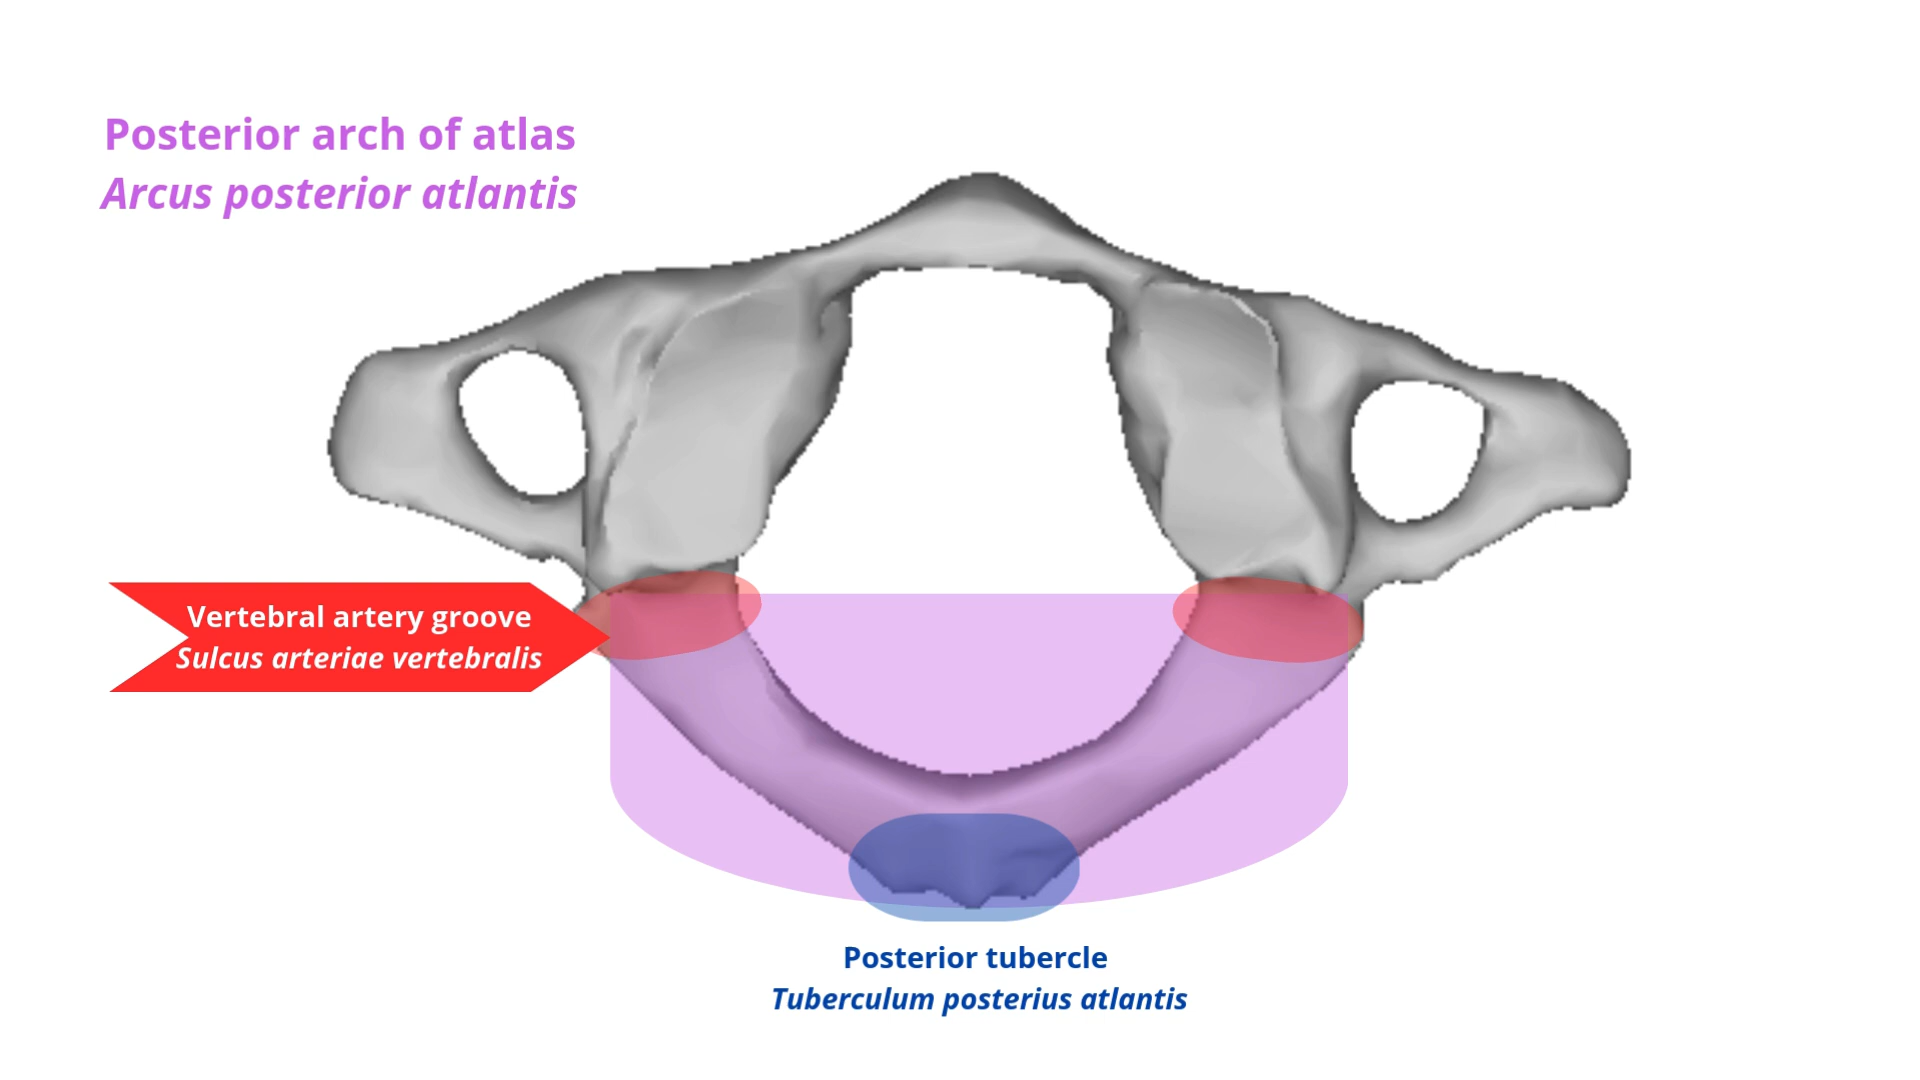 Posterior arch of atlas
Arcus posterior atlantis
Vertebral artery groove
Sulcus arteriae vertebralis
Posterior tubercle
Tuberculum posterius atlantis